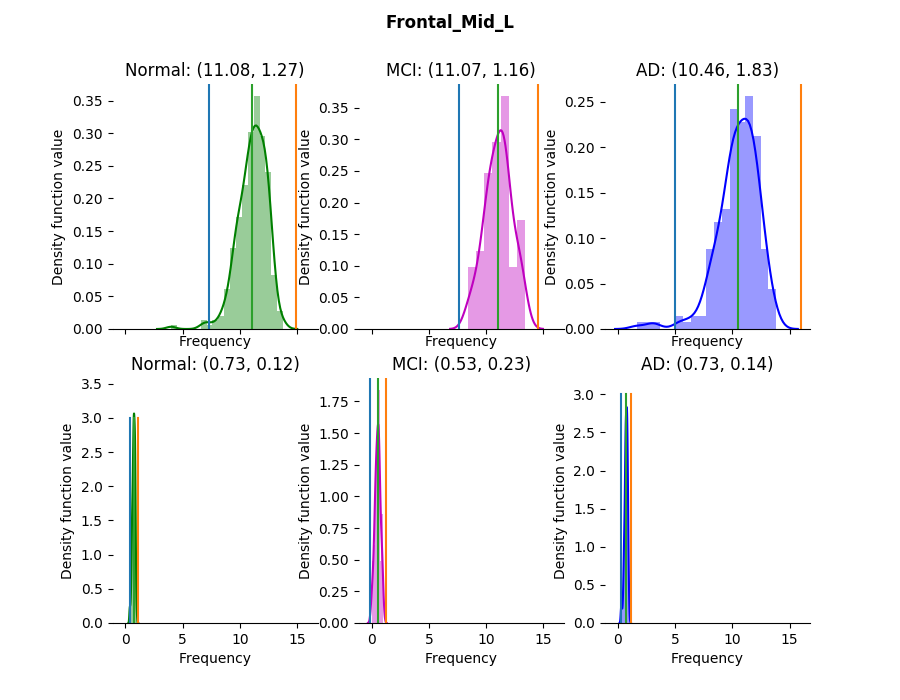 Frontal_Mid_L
Normal: (11.08, 1.27)
MCI: (11.07, 1.16)
AD: (10.46, 1.83)
Density function value
0.35
0.30
0.25
0.20
0.15
0.10
0.05
0.00
Frequency
Density function value
0.35
0.30
0.25
0.20
0.15
0.10
0.05
0.00
Frequency
Density function value
0.25
0.20
0.15
0.10
0.05
0.00
Frequency
Normal: (0.73, 0.12)
MCI: (0.53, 0.23)
AD: (0.73, 0.14)
Density function value
3.5
3.0
2.5
2.0
1.5
1.0
0.5
0.0
0 5 10 15
Frequency
Density function value
1.75
1.50
1.25
1.00
0.75
0.50
0.25
0.00
0 5 10 15
Frequency
Density function value
3.0
2.5
2.0
1.5
1.0
0.5
0.0
0 5 10 15
Frequency